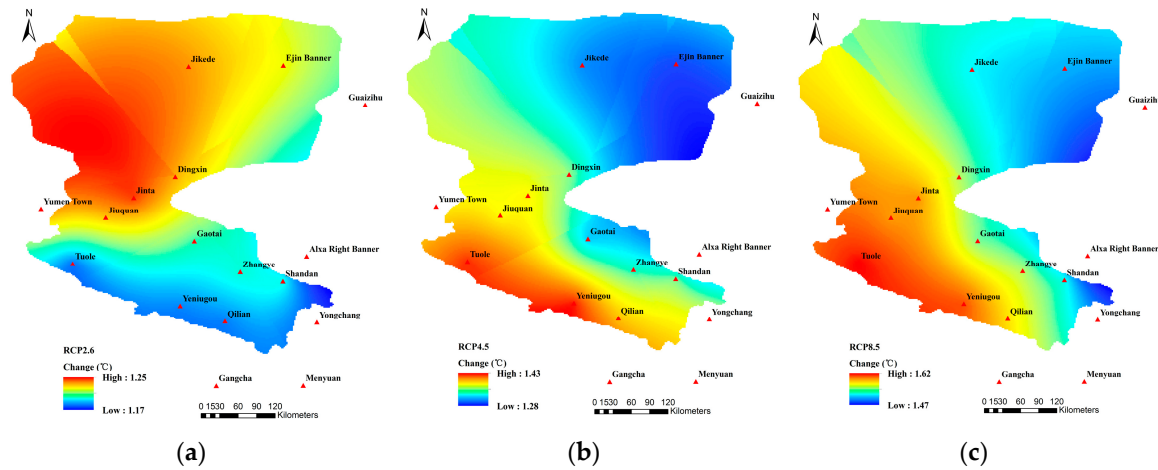 N
Jikede
Ejin Banner
Guaizihu
Dingxin
Jinta
Yumen Town
Jiuquan
Gaotai
Alxa Right Banner
Tuole
Zhangye
Shandan
Yeniugou
Qilian
Yongchang
RCP2.6
Change (℃)
High : 1.25
Low : 1.17
Gangcha
Menyuan
0 1530 60 90 120
Kilometers
(a)
N
Jikede
Ejin Banner
Guaizihu
Dingxin
Jinta
Yumen Town
Jiuquan
Gaotai
Alxa Right Banner
Tuole
Zhangye
Shandan
Yeniugou
Qilian
Yongchang
RCP4.5
Change (℃)
High : 1.43
Low : 1.28
Gangcha
Menyuan
0 1530 60 90 120
Kilometers
(b)
N
Jikede
Ejin Banner
Guaizihu
Dingxin
Jinta
Yumen Town
Jiuquan
Gaotai
Alxa Right Banner
Tuole
Zhangye
Shandan
Yeniugou
Qilian
Yongchang
RCP8.5
Change (℃)
High : 1.62
Low : 1.47
Gangcha
Menyuan
0 1530 60 90 120
Kilometers
(c)